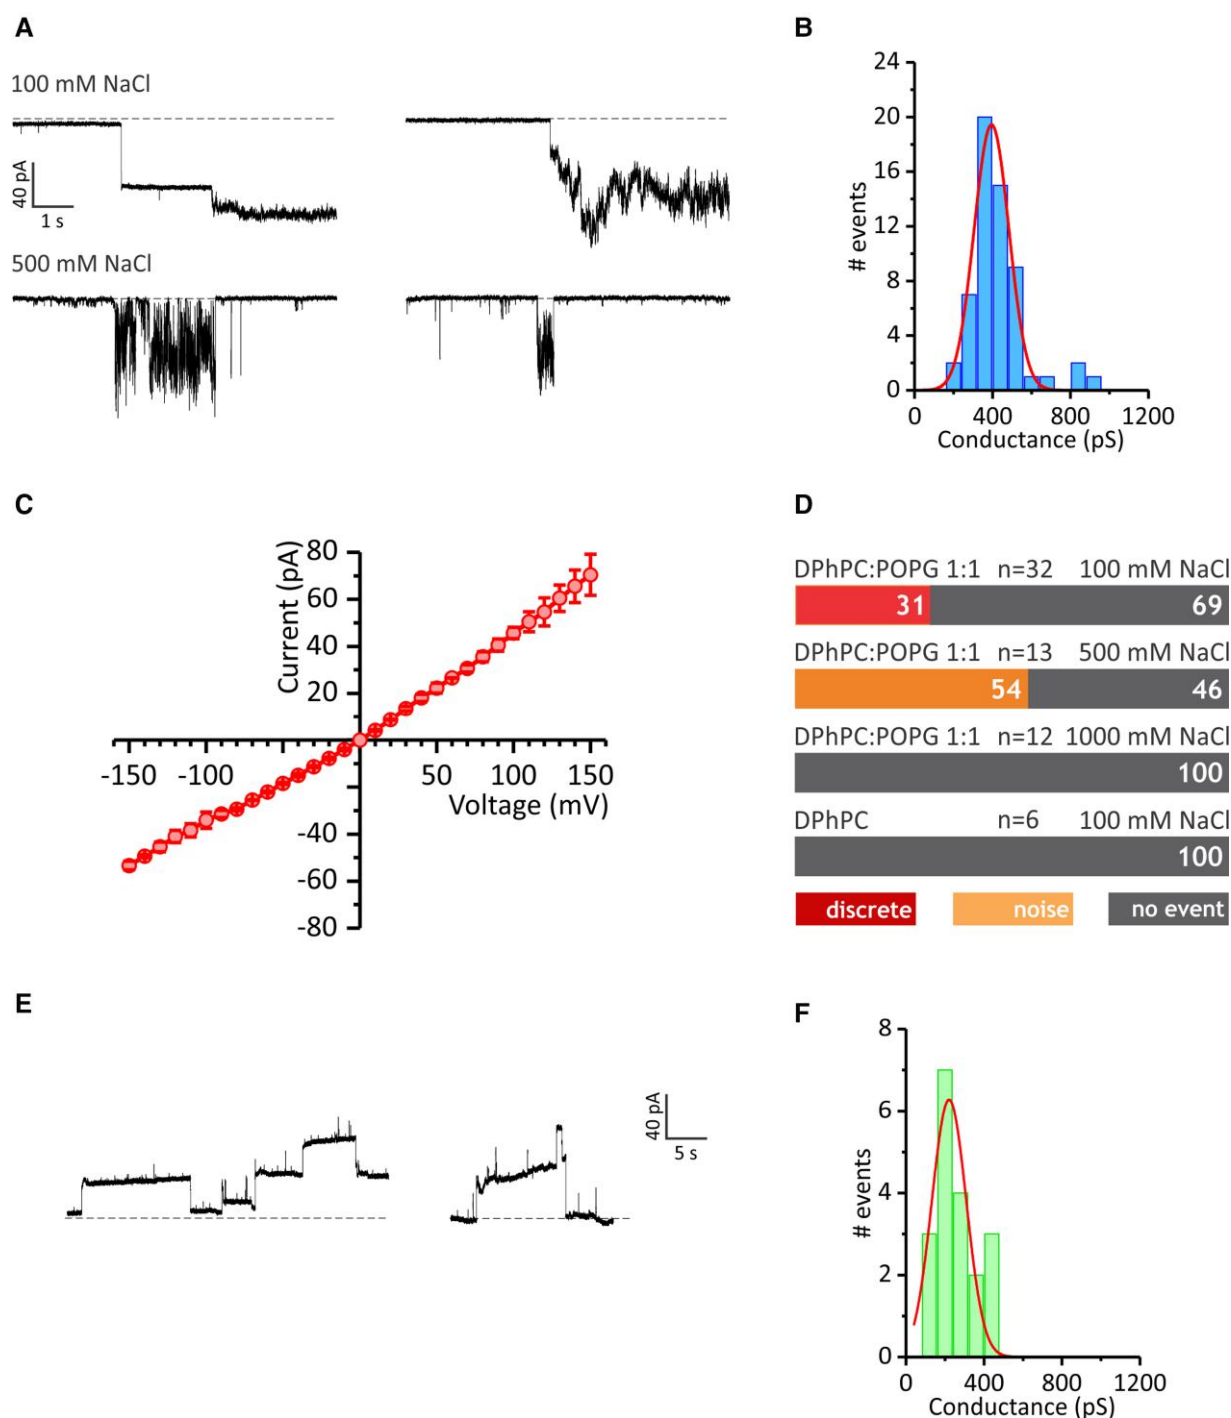 A
100 mM NaCl
40 pA
1 s
500 mM NaCl
B
24
20
16
12
8
4
0
# events
0 400 800 1200
Conductance (pS)
C
Current (pA)
80
60
40
20
-150 -100 50 100 150
Voltage (mV)
-40
-60
-80
D
DPhPC:POPG 1:1 n=32 100 mM NaCl
31 69
DPhPC:POPG 1:1 n=13 500 mM NaCl
54 46
DPhPC:POPG 1:1 n=12 1000 mM NaCl
100
DPhPC n=6 100 mM NaCl
100
discrete noise no event
E
40 pA
5 s
F
8
6
4
2
0
# events
0 400 800 1200
Conductance (pS)